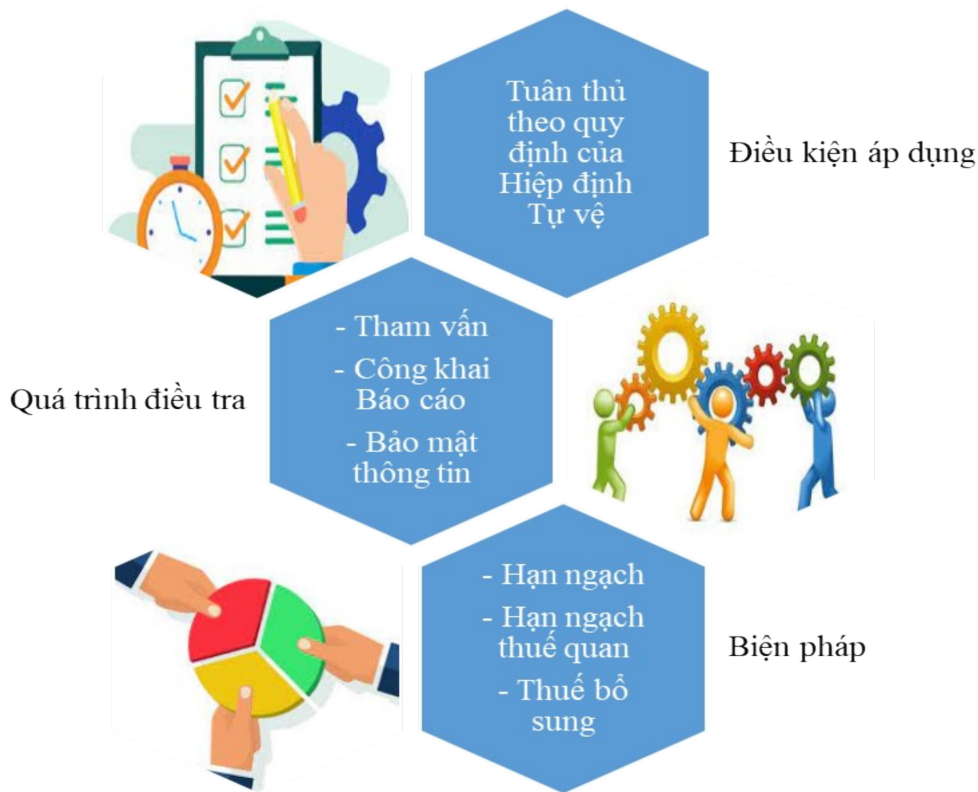 Tuân thủ
theo quy
định của
Hiệp định
Tự vệ
Điều kiện áp dụng
Quá trình điều tra
- Tham vấn
- Công khai
Báo cáo
- Bảo mật
thông tin
- Hạn ngạch
- Hạn ngạch
thuế quan
- Thuế bổ
sung
Biện pháp